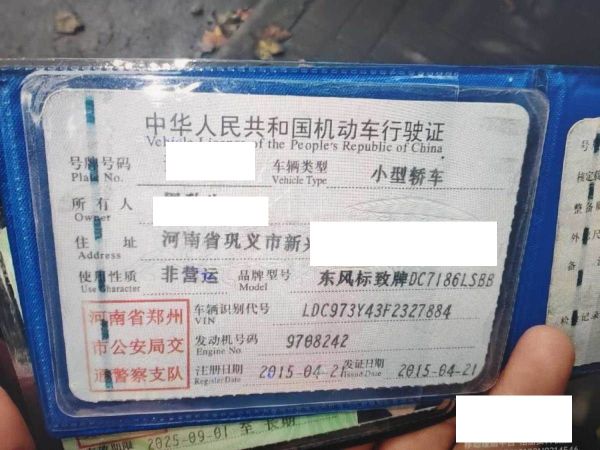 中华人民共和国机动车行驶证
Vehicle License of the People's Republic of China
号牌号码 车辆类型 小型轿车
Plate No. Vehicle Type
所有人
Owner
住址 河南省巩义市新
Address
使用性质 非营运 品牌型号 东风标致牌DC7186LSBB
Use Character Model
河南省郑州
市公安局交
通警察支队
车辆识别代号 LDC973Y43F2327884
VIN
发动机号码 9708242
Engine No.
注册日期 2015-04-21 发证日期 2015-04-21
Register Date Issue Date
2025-09-01 至 长期